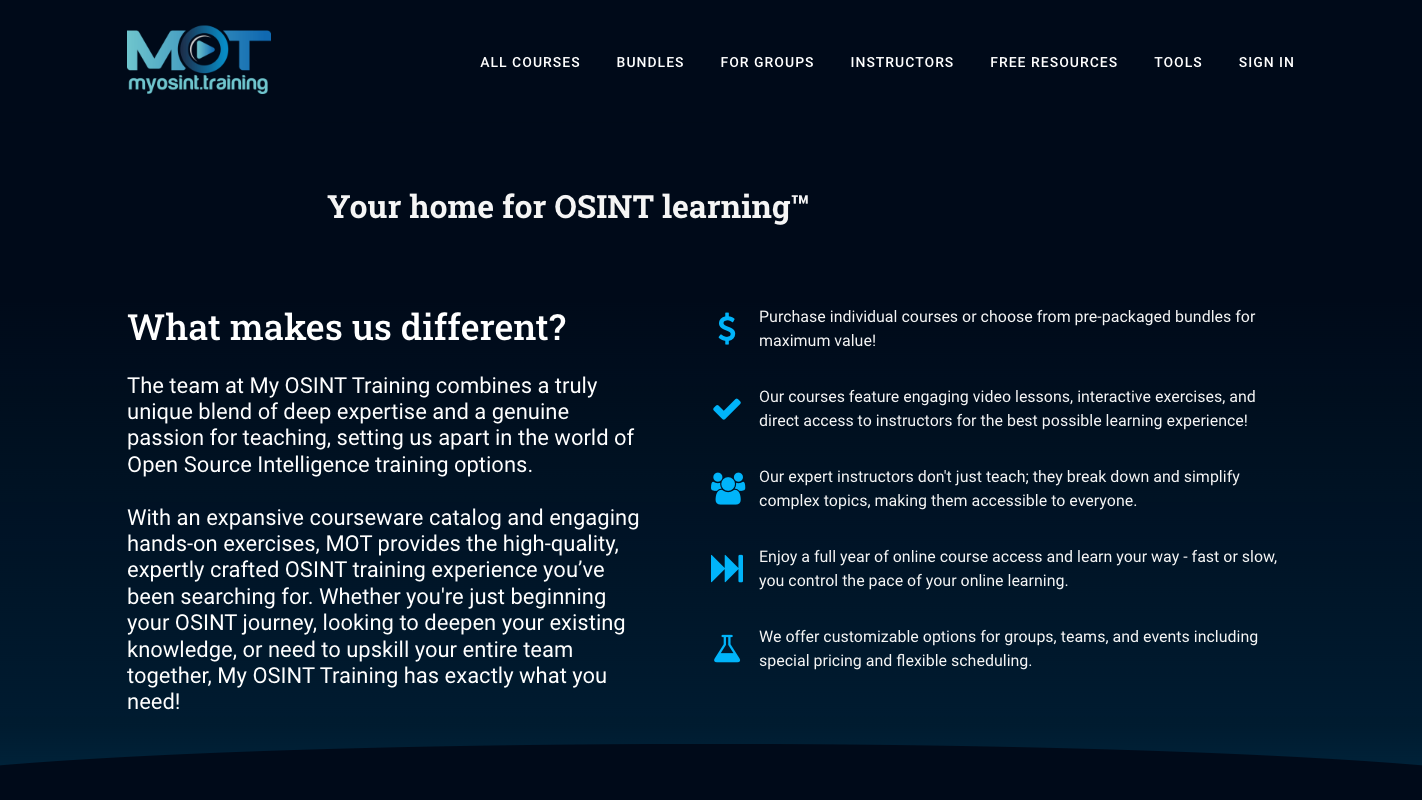 MOT
myosint.training
ALL COURSES
BUNDLES
FOR GROUPS
INSTRUCTORS
FREE RESOURCES
TOOLS
SIGN IN
Your home for OSINT learning™
What makes us different?
The team at My OSINT Training combines a truly
unique blend of deep expertise and a genuine
passion for teaching, setting us apart in the world of
Open Source Intelligence training options.
With an expansive courseware catalog and engaging
hands-on exercises, MOT provides the high-quality,
expertly crafted OSINT training experience you’ve
been searching for. Whether you're just beginning
your OSINT journey, looking to deepen your existing
knowledge, or need to upskill your entire team
together, My OSINT Training has exactly what you
need!
Purchase individual courses or choose from pre-packaged bundles for
maximum value!
Our courses feature engaging video lessons, interactive exercises, and
direct access to instructors for the best possible learning experience!
Our expert instructors don't just teach; they break down and simplify
complex topics, making them accessible to everyone.
Enjoy a full year of online course access and learn your way - fast or slow,
you control the pace of your online learning.
We offer customizable options for groups, teams, and events including
special pricing and flexible scheduling.